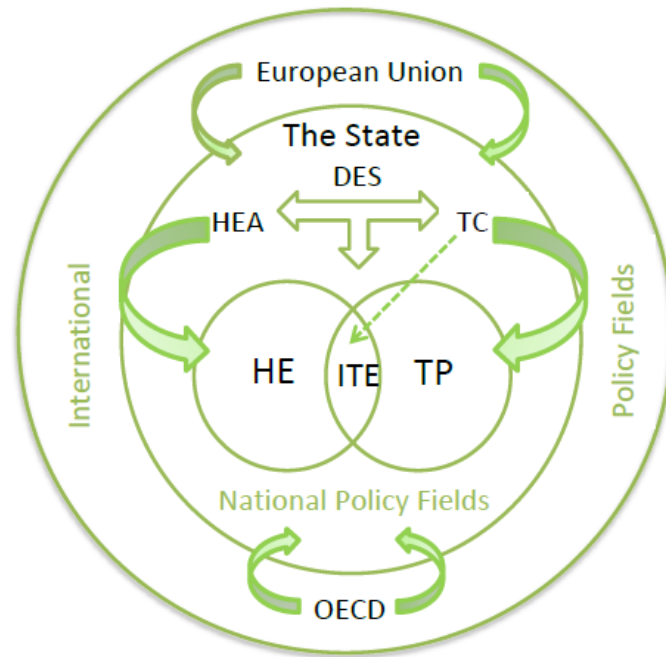 European Union
The State
DES
HEA
TC
International
Policy Fields
HE
ITE
TP
National Policy Fields
OECD